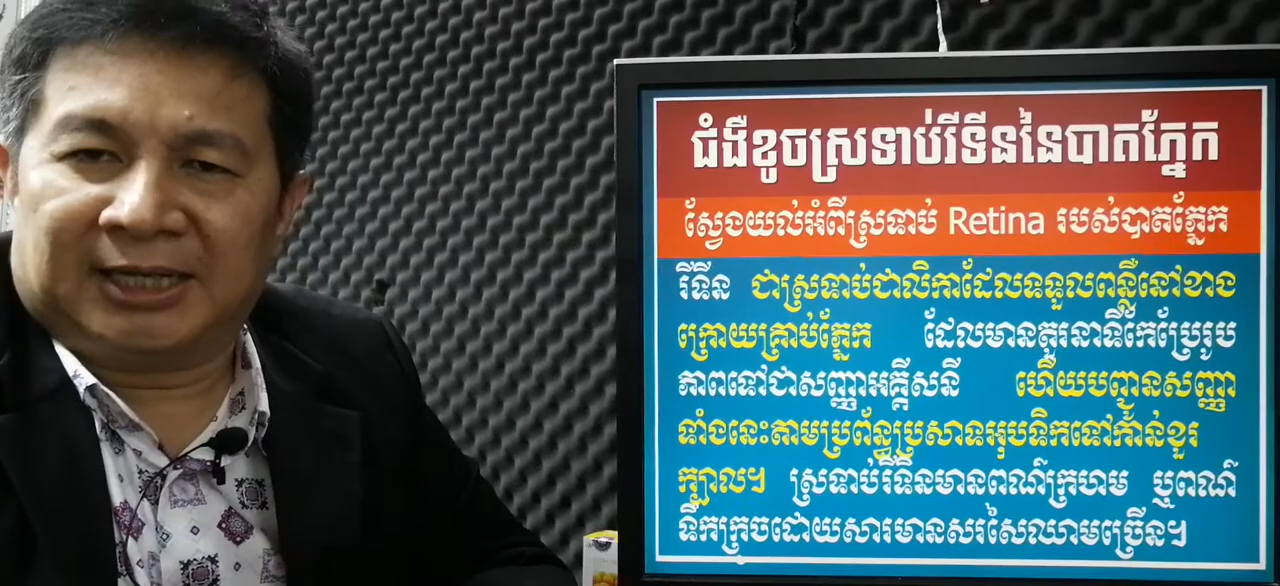 ជំងឺខូចស្រទាប់រីទីននៃបាតភ្នែក
ស្វែងយល់អំពីស្រទាប់ Retina របស់បាតភ្នែក
រីទីន ជាស្រទាប់ជាលិកាដែលទទួលពន្លឺនៅខាង
ក្រោយគ្រាប់ភ្នែក ដែលមានតួរនាទីកែប្រែរូប
ភាពទៅជាសញ្ញាអគ្គីសនី ហើយបញ្ជូនសញ្ញា
ទាំងនេះតាមប្រព័ន្ធប្រសាទអុបទិកទៅកាន់ខួរ
ក្បាល។ ស្រទាប់រីទីនមានពណ៌ក្រហម ឬពណ៌
ទឹកក្រូចដោយសារមានសរសៃឈាមច្រើន។